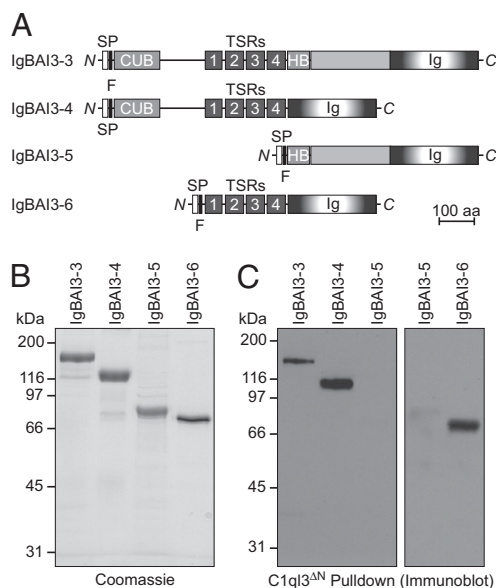 A
SP
TSRs
IgBAI3-3 N CUB 1 2 3 4 HB Ig C
F
IgBAI3-4 N CUB 1 2 3 4 Ig C
SP
TSRs
SP
IgBAI3-5 N HB Ig C
F
SP
TSRs
IgBAI3-6 N 1 2 3 4 Ig C
F
100 aa
B
IgBAI3-3
IgBAI3-4
IgBAI3-5
IgBAI3-6
kDa
200
116
97
66
45
31
Coomassie
C
IgBAI3-3
IgBAI3-4
IgBAI3-5
IgBAI3-5
IgBAI3-6
kDa
200
116
97
66
45
31
C1ql3ΔN Pulldown (Immunoblot)